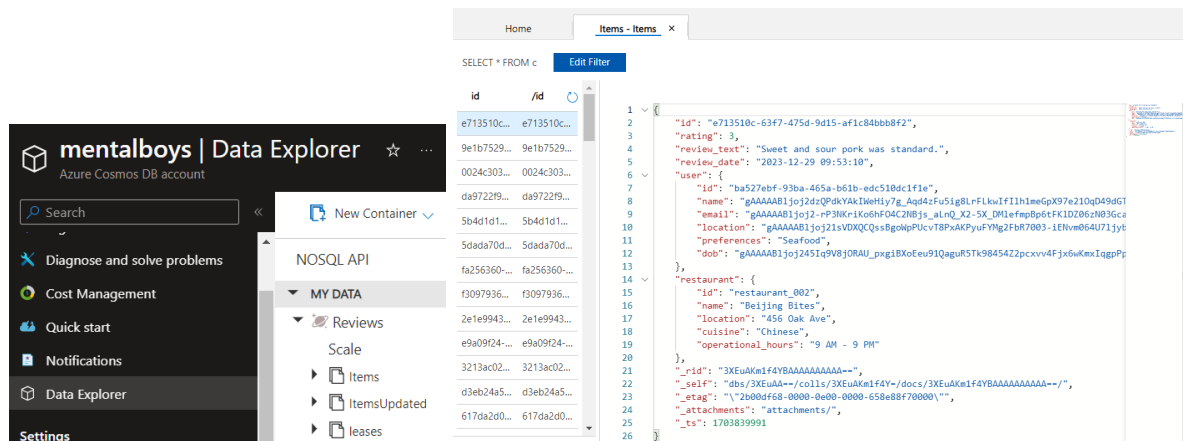 mentalboys | Data Explorer
Azure Cosmos DB account
Search
Diagnose and solve problems
Cost Management
Quick start
Notifications
Data Explorer
Settings
New Container
NOSQL API
MY DATA
Reviews
Scale
Items
ItemsUpdated
leases
Home
Items - Items
SELECT * FROM c
Edit Filter
id /id
e713510c... e713510c...
9e1b7529... 9e1b7529...
0024c303... 0024c303...
da9722f9... da9722f9...
5b4d1d1... 5b4d1d1...
5dada70d... 5dada70d...
fa256360-... fa256360-...
f3097936... f3097936...
2e1e9943... 2e1e9943...
e9a09f24-... e9a09f24-...
3213ac02... 3213ac02...
d3eb24a5... d3eb24a5...
617da2d0... 617da2d0...
1 {
2 "id": "e713510c-63f7-475d-9d15-af1c84bbb8f2",
3 "rating": 3,
4 "review_text": "Sweet and sour pork was standard.",
5 "review_date": "2023-12-29 09:53:10",
6 "user": {
7 "id": "ba527ebf-93ba-465a-b61b-edc510dc1f1e",
8 "name":
9 "email":
10 "location":
11 "preferences": "Seafood",
12 "dob":
13 },
14 "restaurant": {
15 "id": "restaurant_002",
16 "name": "Beijing Bites",
17 "location": "456 Oak Ave",
18 "cuisine": "Chinese",
19 "operational_hours": "9 AM - 9 PM"
20 },
21 "_rid": "3XEuAKm1f4YBAAAAAAAAAA==",
22 "_self": "dbs/3XEuAA==/colls/3XEuAKm1f4Y=/docs/3XEuAKm1f4YBAAAAAAAAAA==/",
23 "_etag": "\"2b00df68-0000-0e00-0000-658e88f70000\"",
24 "_attachments": "attachments/",
25 "_ts": 1703839991
26 }